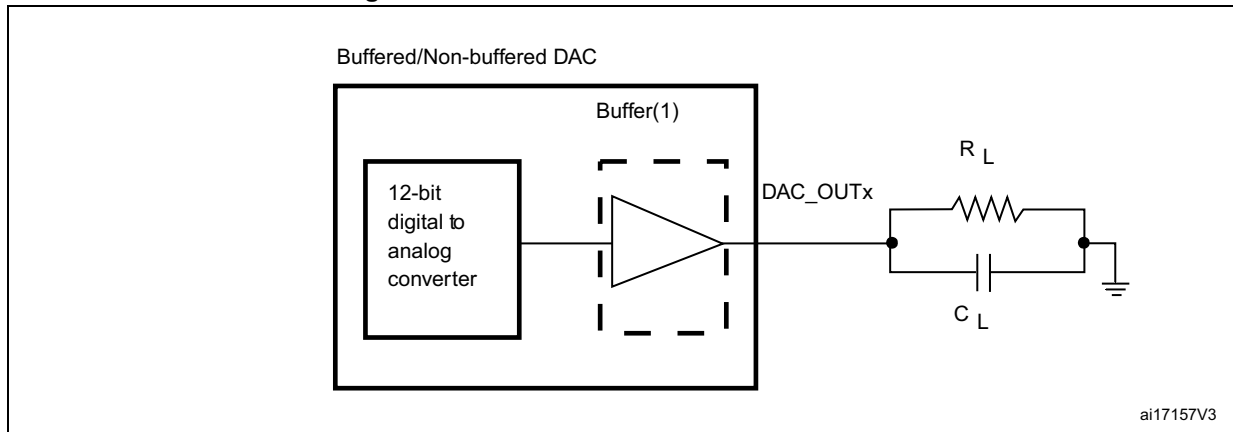 Buffered/Non-buffered DAC
Buffer(1)
12-bit
digital to
analog
converter
DAC_OUTx
R L
C L
ai17157V3